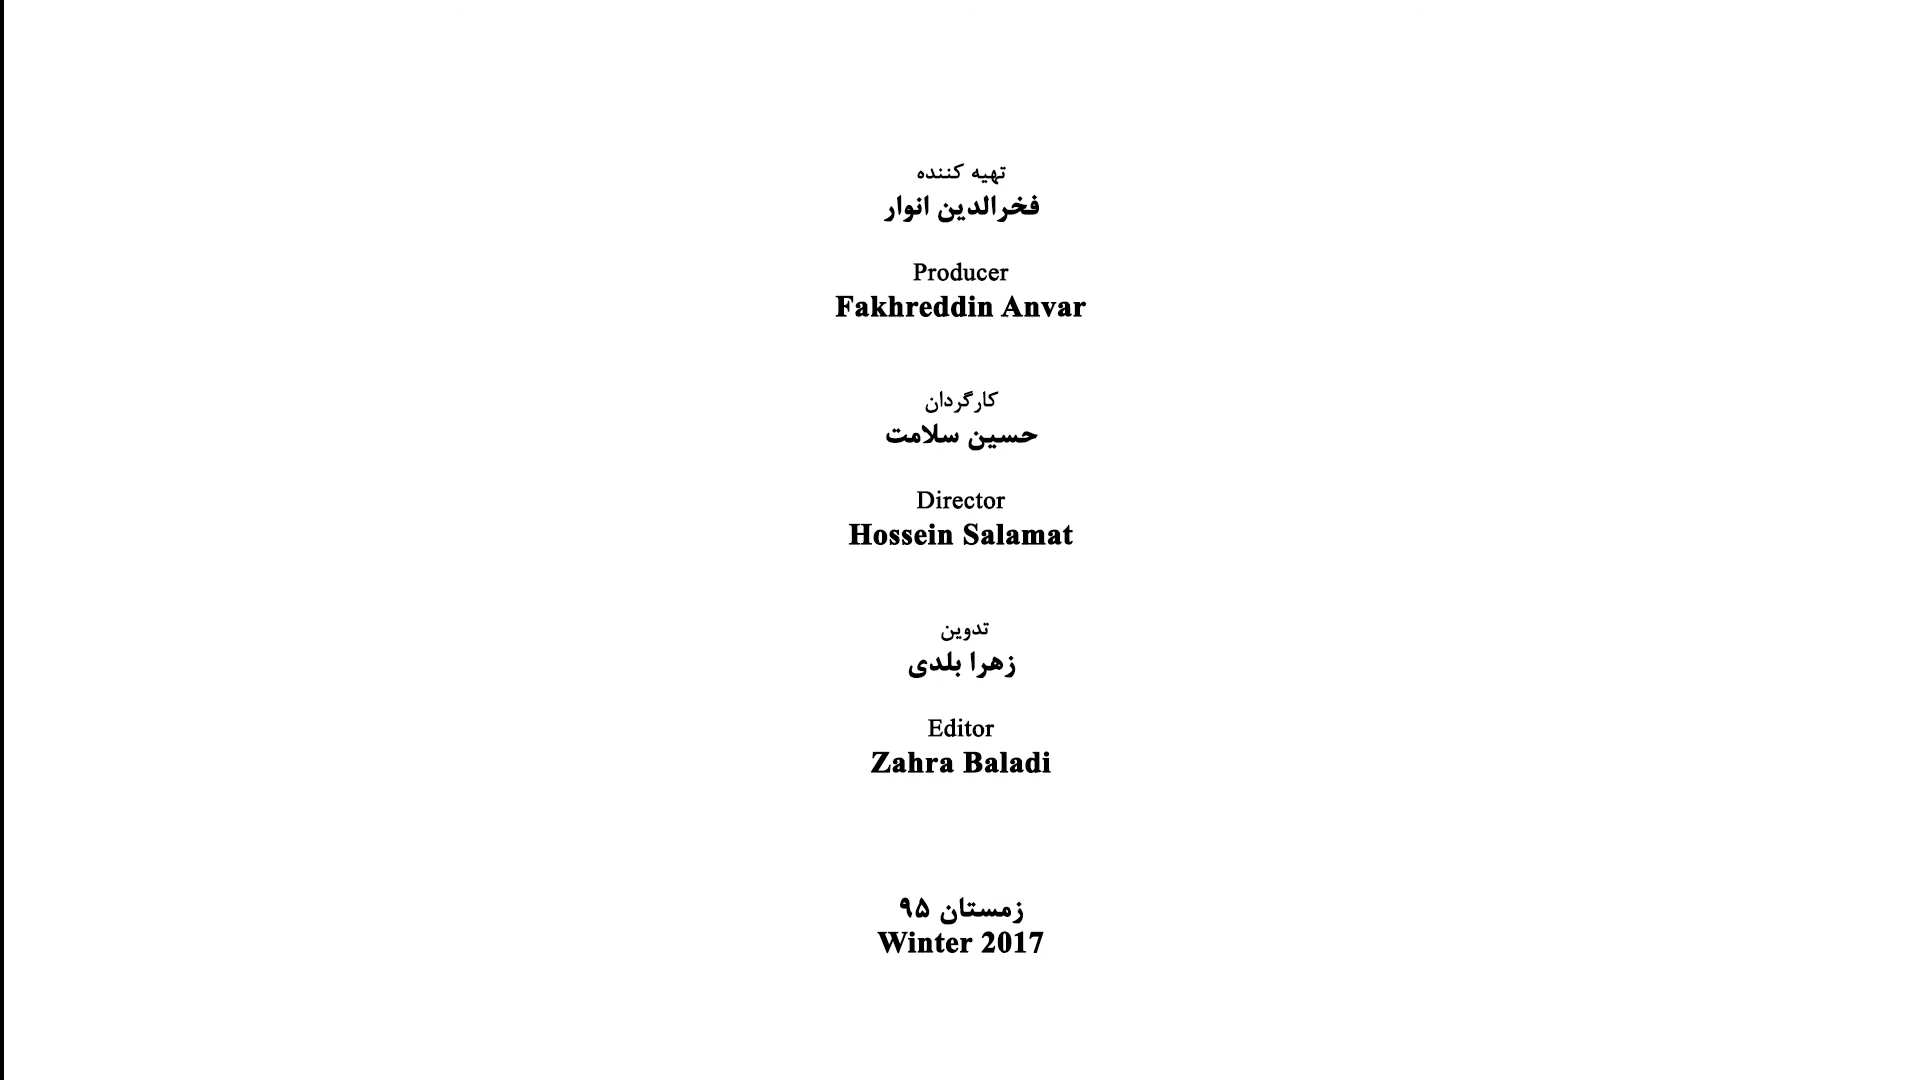 تهیه کننده
فخرالدین انوار
Producer
Fakhreddin Anvar
کارگردان
حسین سلامت
Director
Hossein Salamat
تدوین
زهرا بلدی
Editor
Zahra Baladi
زمستان ۹۵
Winter 2017